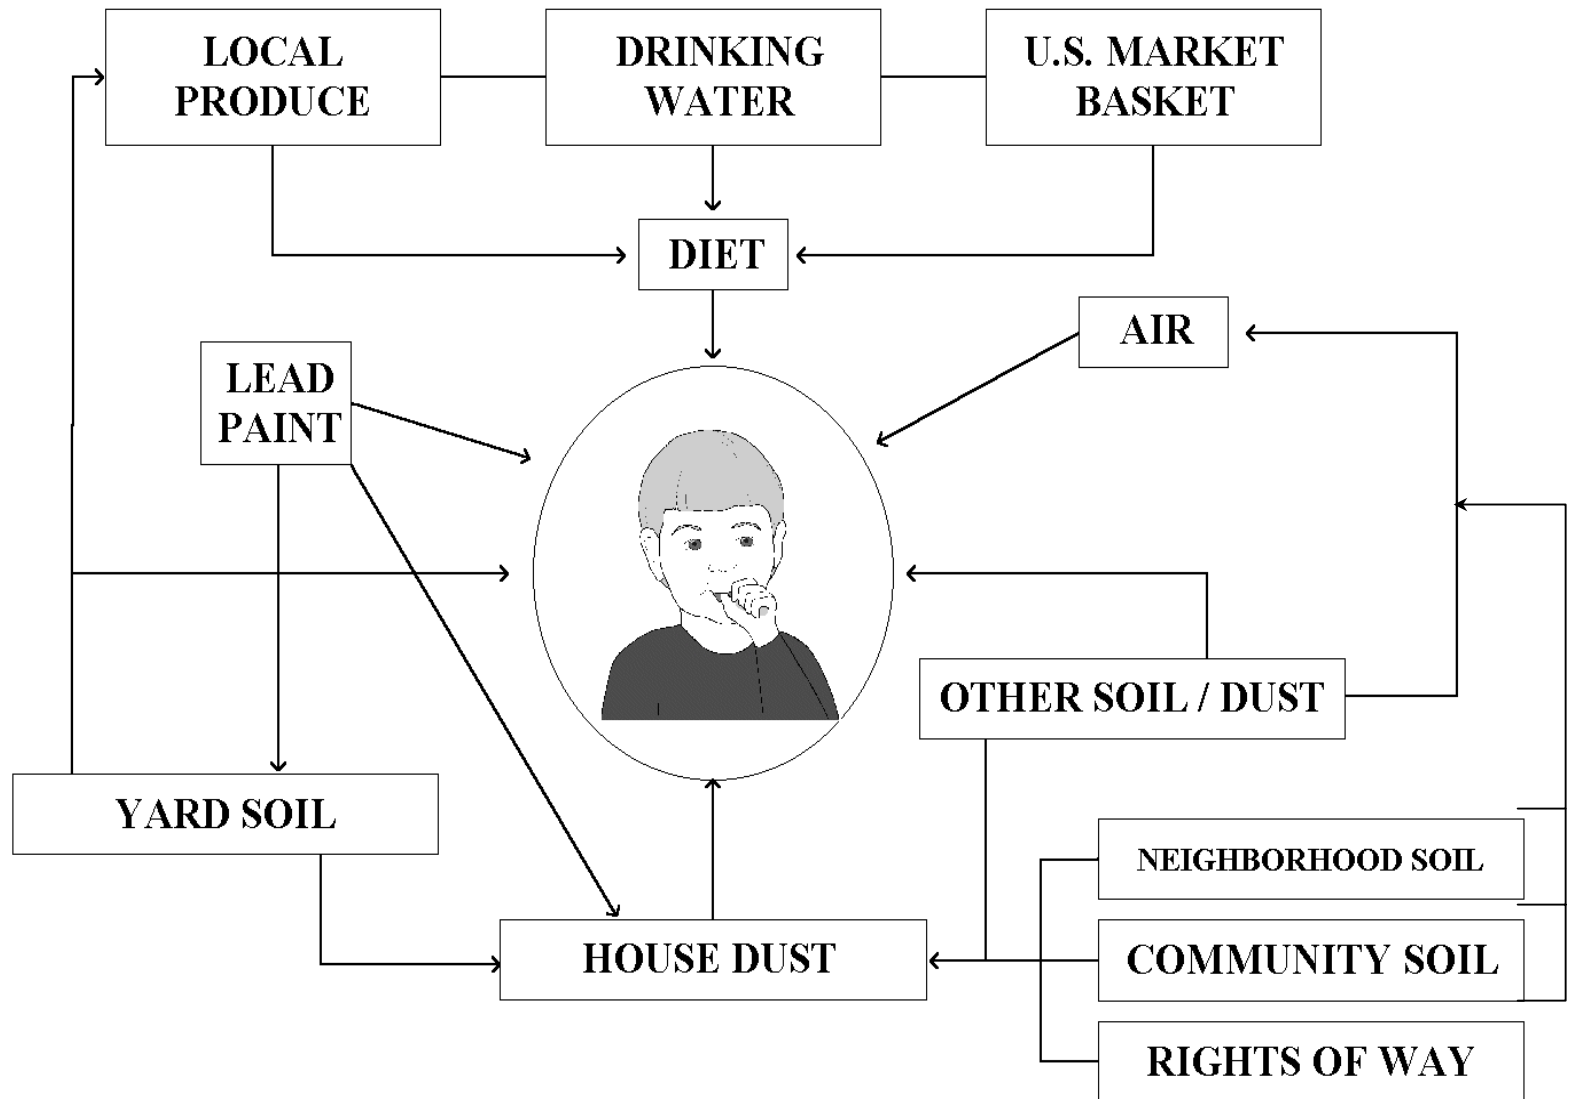 LOCAL
PRODUCE
DRINKING
WATER
U.S. MARKET
BASKET
DIET
AIR
LEAD
PAINT
OTHER SOIL / DUST
YARD SOIL
NEIGHBORHOOD SOIL
HOUSE DUST
COMMUNITY SOIL
RIGHTS OF WAY